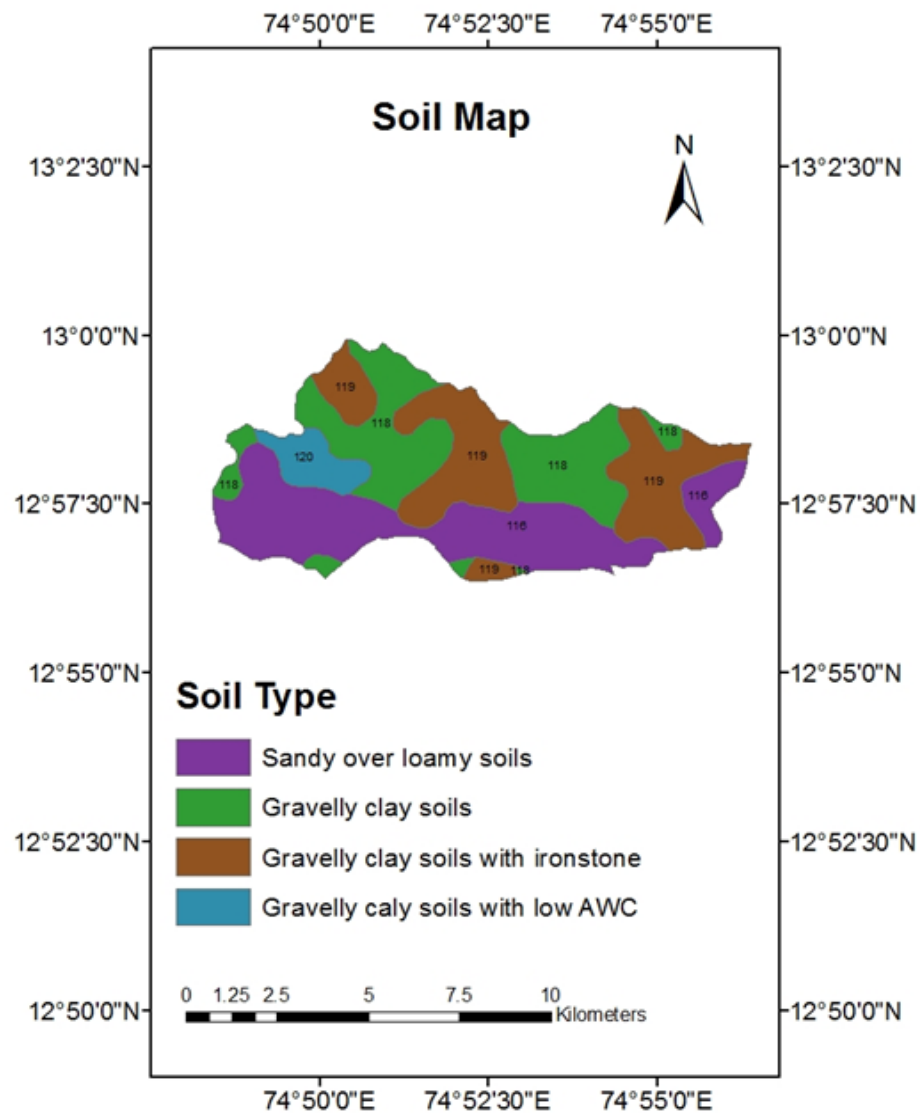 74°50'0"E 74°52'30"E 74°55'0"E
Soil Map
N
13°2'30"N 13°2'30"N
13°0'0"N 13°0'0"N
119
118
118
119
118
120
119
118
116
12°57'30"N 12°57'30"N
116
119 118
12°55'0"N 12°55'0"N
Soil Type
Sandy over loamy soils
Gravelly clay soils
12°52'30"N 12°52'30"N
Gravelly clay soils with ironstone
Gravelly caly soils with low AWC
0 1.25 2.5 5 7.5 10
Kilometers
12°50'0"N 12°50'0"N
74°50'0"E 74°52'30"E 74°55'0"E